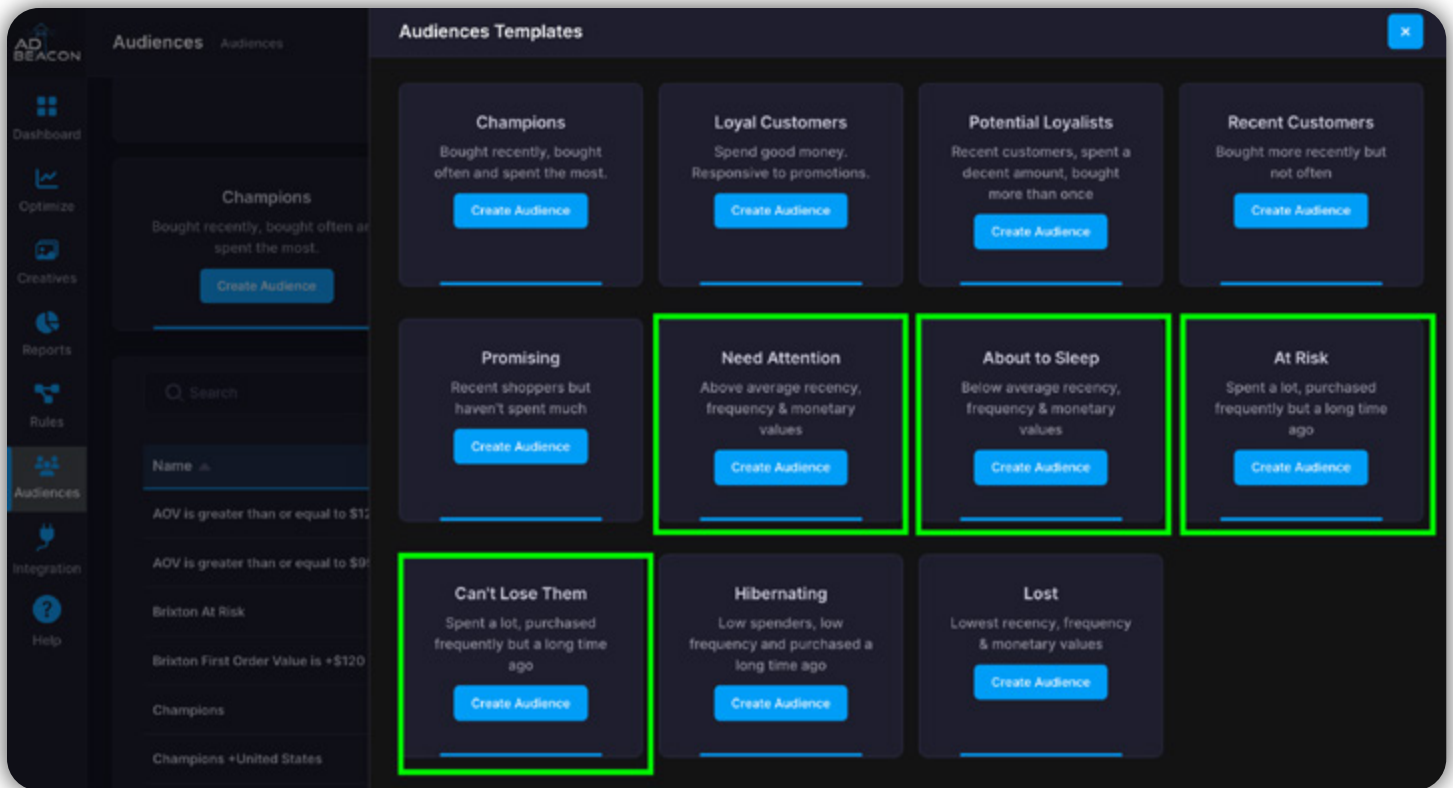 AD
BEACON
Audiences Audiences
Dashboard
Optimize
Creatives
Reports
Rules
Audiences
Integration
Help
Champions
Bought recently, bought often an
spent the most.
Create Audience
Search
Name
AOV is greater than or equal to $12
AOV is greater than or equal to $9
Brixton At Risk
Brixton First Order Value is +$120
Champions
Champions +United States
Audiences Templates
×
Champions
Bought recently, bought
often and spent the most.
Create Audience
Loyal Customers
Spend good money.
Responsive to promotions.
Create Audience
Potential Loyalists
Recent customers, spent a
decent amount, bought
more than once
Create Audience
Recent Customers
Bought more recently but
not often
Create Audience
Promising
Recent shoppers but
haven't spent much
Create Audience
Need Attention
Above average recency,
frequency & monetary
values
Create Audience
About to Sleep
Below average recency,
frequency & monetary
values
Create Audience
At Risk
Spent a lot, purchased
frequently but a long time
ago
Create Audience
Can't Lose Them
Spent a lot, purchased
frequently but a long time
ago
Create Audience
Hibernating
Low spenders, low
frequency and purchased a
long time ago
Create Audience
Lost
Lowest recency, frequency
& monetary values
Create Audience